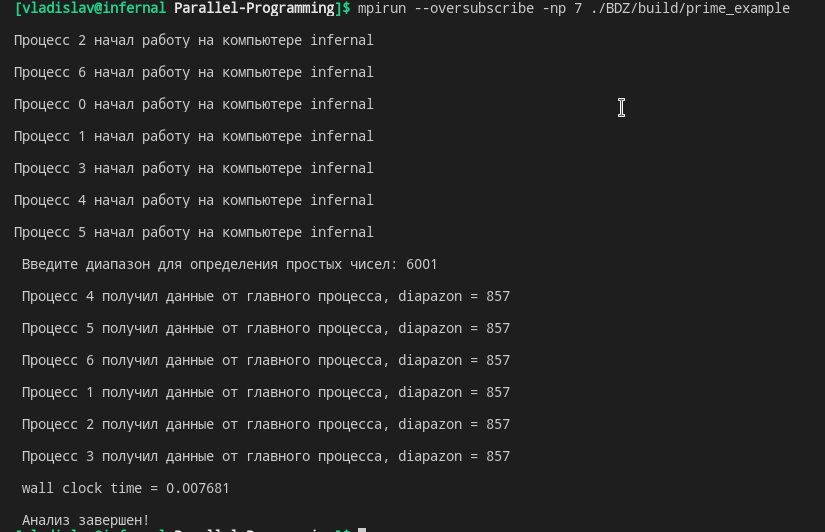 [vladislav@infernal Parallel-Programming]$ mpirun --oversubscribe -np 7 ./BDZ/build/prime_example
Процесс 2 начал работу на компьютере infernal
Процесс 6 начал работу на компьютере infernal
Процесс 0 начал работу на компьютере infernal
Процесс 1 начал работу на компьютере infernal
Процесс 3 начал работу на компьютере infernal
Процесс 4 начал работу на компьютере infernal
Процесс 5 начал работу на компьютере infernal
Введите диапазон для определения простых чисел: 6001
Процесс 4 получил данные от главного процесса, diapazon = 857
Процесс 5 получил данные от главного процесса, diapazon = 857
Процесс 6 получил данные от главного процесса, diapazon = 857
Процесс 1 получил данные от главного процесса, diapazon = 857
Процесс 2 получил данные от главного процесса, diapazon = 857
Процесс 3 получил данные от главного процесса, diapazon = 857
wall clock time = 0.007681
Анализ завершен!